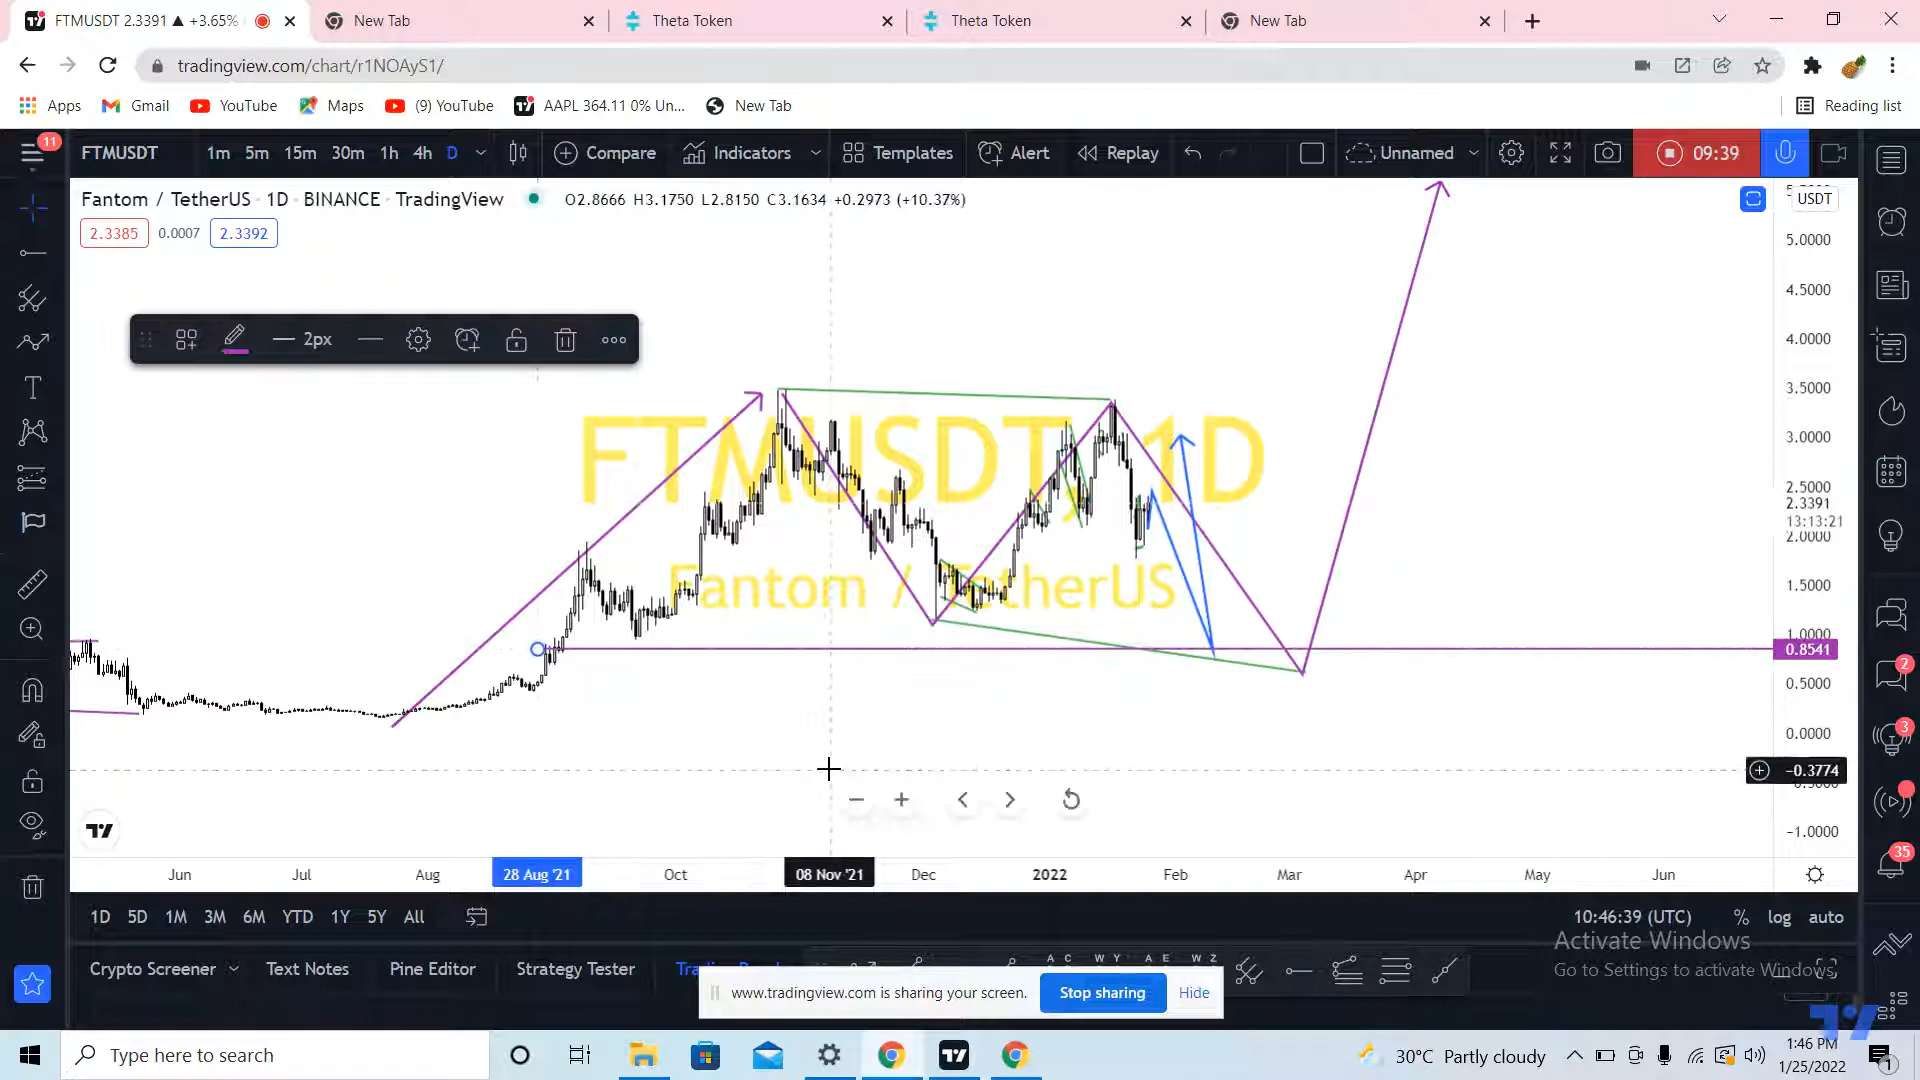 FTMUSDT 2.3391 ▲ +3.65%
New Tab
Theta Token
Theta Token
New Tab
tradingview.com/chart/r1NOAyS1/
Apps
Gmail
YouTube
Maps
(9) YouTube
AAPL 364.11 0% Un...
New Tab
Reading list
11
FTMUSDT
1m 5m 15m 30m 1h 4h D
Compare
Indicators
Templates
Alert
Replay
Unnamed
09:39
Fantom / TetherUS · 1D · BINANCE · TradingView
O2.8666 H3.1750 L2.8150 C3.1634 +0.2973 (+10.37%)
USDT
2.3385 0.0007 2.3392
5.0000
4.5000
2px
4.0000
3.5000
FTMUSDT, 1D
3.0000
2.5000
2.3391
13:13:21
2.0000
Fantom / TetherUS
1.5000
1.0000
0.8541
0.5000
0.0000
−0.3774
−1.0000
Jun Jul Aug 28 Aug '21 Oct 08 Nov '21 Dec 2022 Feb Mar Apr May Jun
1D 5D 1M 3M 6M YTD 1Y 5Y All
10:46:39 (UTC) % log auto
Activate Windows
Go to Settings to activate Windows.
Crypto Screener
Text Notes
Pine Editor
Strategy Tester
A C W Y A E W Z
www.tradingview.com is sharing your screen.
Stop sharing
Hide
2
3
35
Type here to search
30°C Partly cloudy
1:46 PM
1/25/2022
1